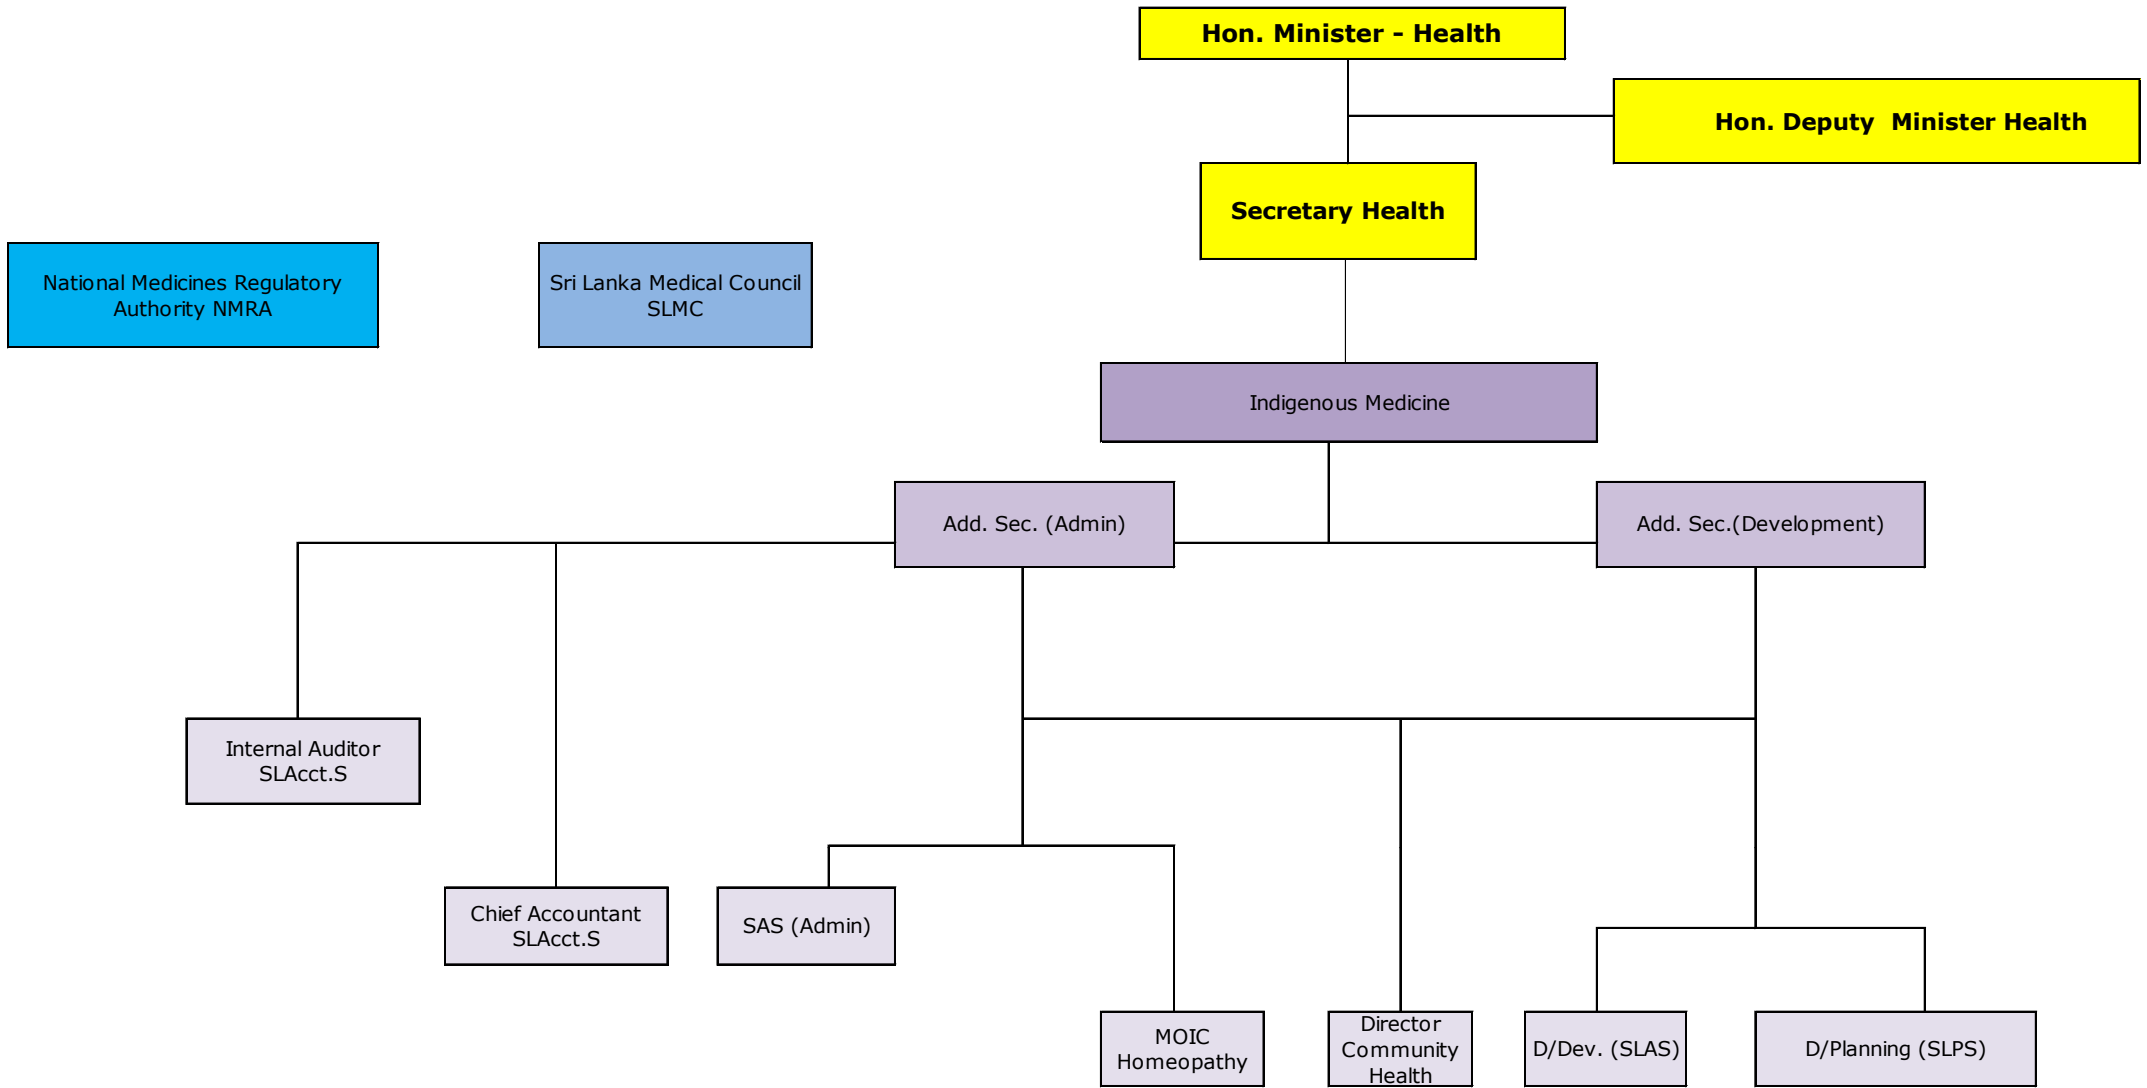 Hon. Minister - Health
Hon. Deputy  Minister Health
Secretary Health
National Medicines Regulatory
Authority NMRA
Sri Lanka Medical Council
SLMC
Indigenous Medicine
Add. Sec. (Admin)
Add. Sec.(Development)
Internal Auditor
SLAcct.S
Chief Accountant
SLAcct.S
SAS (Admin)
MOIC
Homeopathy
Director
Community
Health
D/Dev. (SLAS)
D/Planning (SLPS)